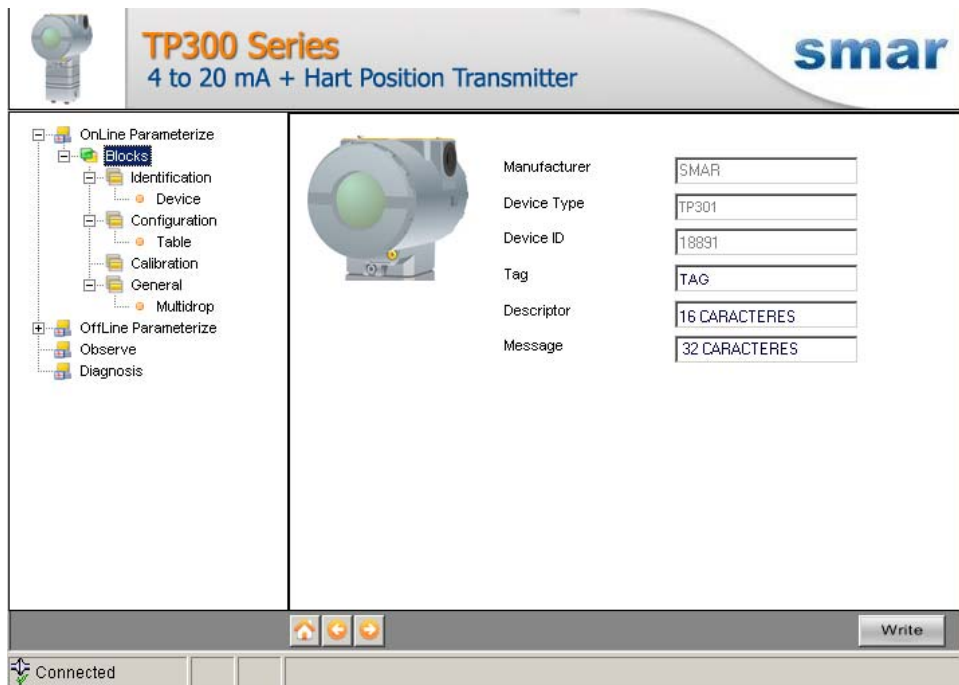 TP300 Series
4 to 20 mA + Hart Position Transmitter
smar
OnLine Parameterize
Blocks
Identification
Device
Configuration
Table
Calibration
General
Multidrop
OffLine Parameterize
Observe
Diagnosis
Manufacturer SMAR
Device Type TP301
Device ID 18891
Tag TAG
Descriptor 16 CARACTERES
Message 32 CARACTERES
Write
Connected